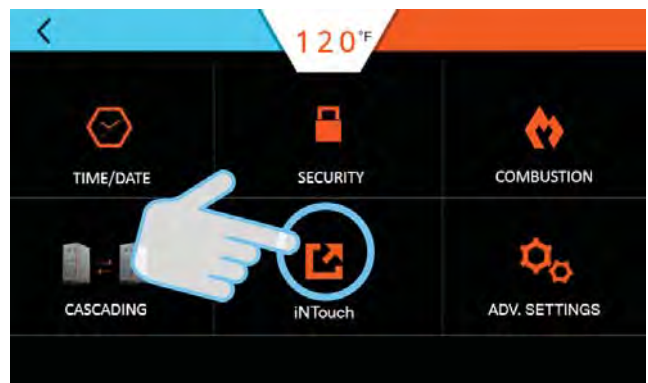 120°F
TIME/DATE
SECURITY
COMBUSTION
CASCADING
iNTouch
ADV. SETTINGS